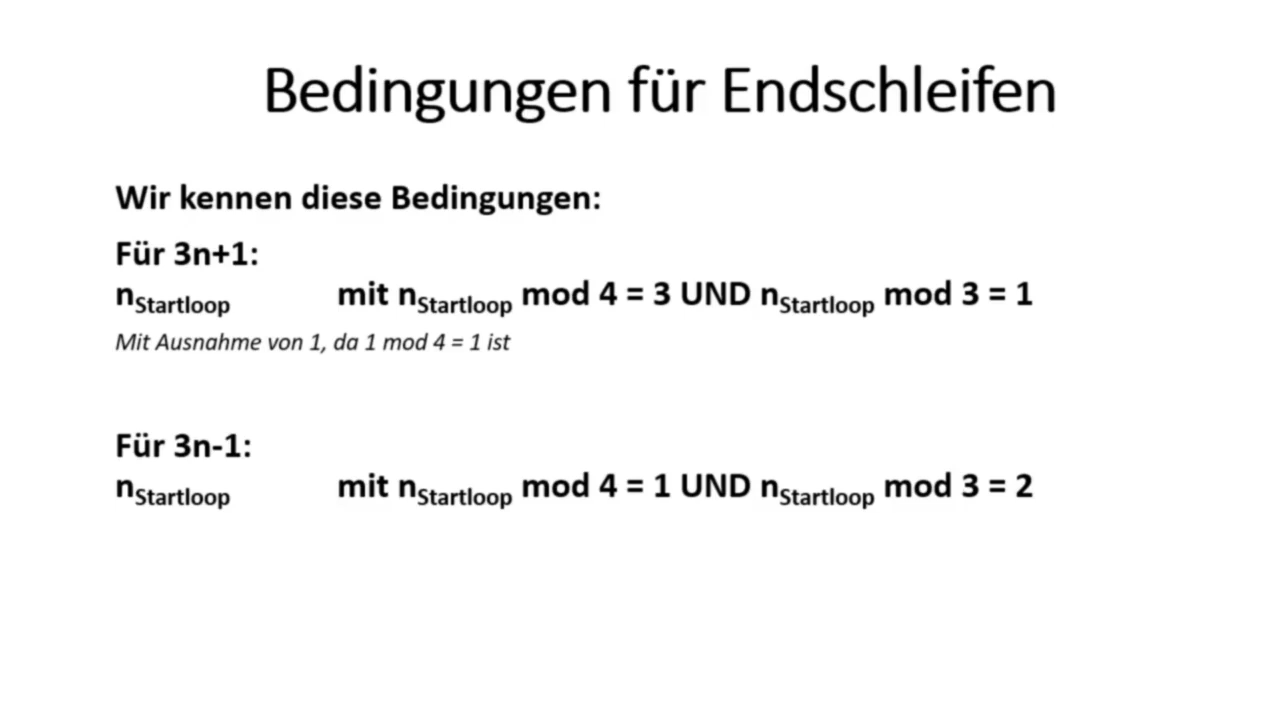 Bedingungen für Endschleifen
Wir kennen diese Bedingungen:
Für 3n+1:
nStartloop mit nStartloop mod 4 = 3 UND nStartloop mod 3 = 1
Mit Ausnahme von 1, da 1 mod 4 = 1 ist
Für 3n-1:
nStartloop mit nStartloop mod 4 = 1 UND nStartloop mod 3 = 2